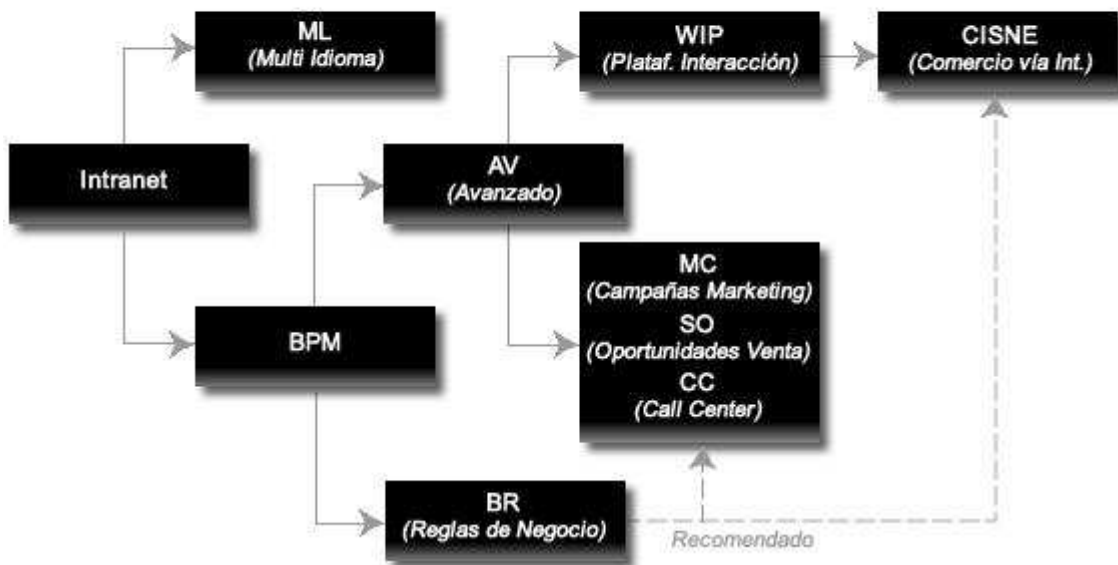 ML
(Multi Idioma)
WIP
(Plataf. Interacción)
CISNE
(Comercio vía Int.)
Intranet
AV
(Avanzado)
MC
(Campañas Marketing)
SO
(Oportunidades Venta)
CC
(Call Center)
BPM
BR
(Reglas de Negocio)
Recomendado